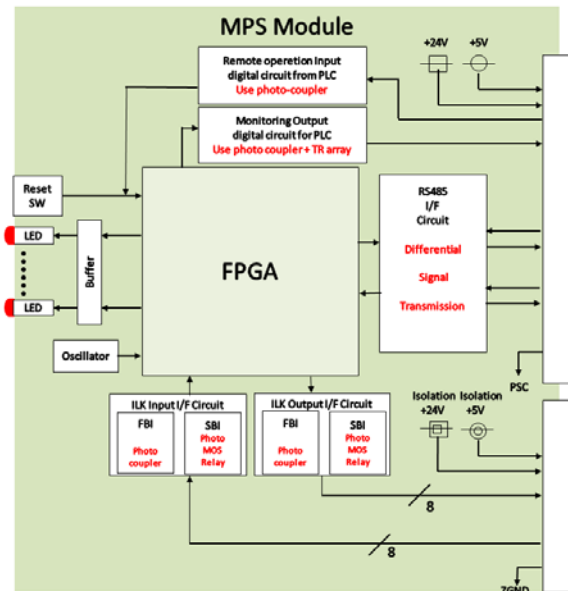 MPS Module
+24V
+5V
Remote operetion Input
digital circuit from PLC
Use photo-coupler
Monitoring Output
digital circuit for PLC
Use photo coupler + TR array
Reset
SW
LED
LED
Buffer
FPGA
RS485
I/F
Circuit
Differential
Signal
Transmission
Oscillator
PSC
ILK Input I/F Circuit
FBI
Photo
coupler
SBI
Photo
MOS
Relay
ILK Output I/F Circuit
FBI
Photo
coupler
SBI
Photo
MOS
Relay
Isolation
+24V
Isolation
+5V
8
8
ZGND